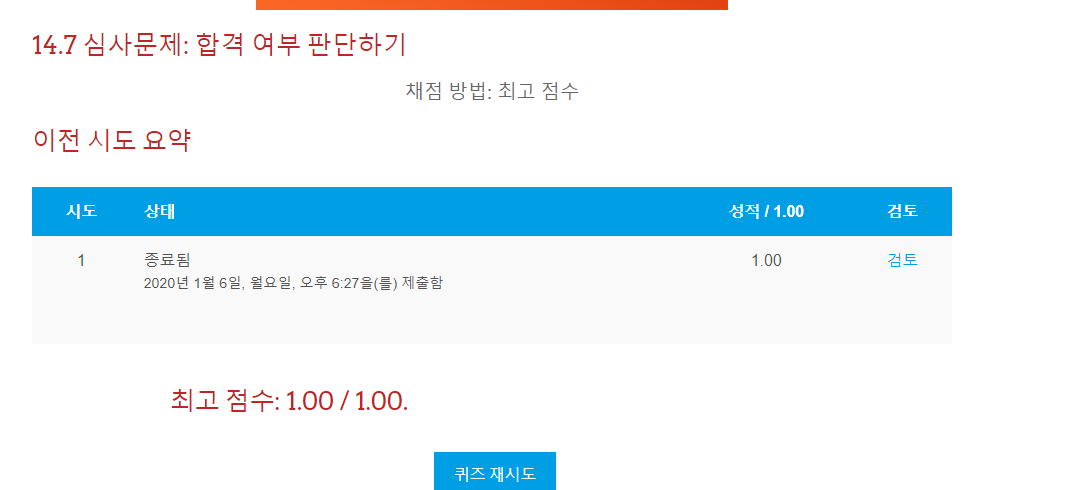 14.7 심사문제: 합격 여부 판단하기
채점 방법: 최고 점수
이전 시도 요약
시도 상태 성적 / 1.00 검토
1 종료됨 1.00 검토
2020년 1월 6일, 월요일, 오후 6:27을(를) 제출함
최고 점수: 1.00 / 1.00.
퀴즈 재시도